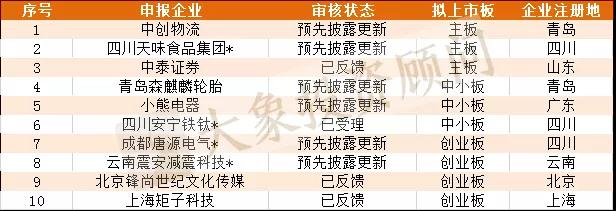 序号 申报企业 审核状态 拟上市板 企业注册地
1 中创物流 预先披露更新 主板 青岛
2 四川天味食品集团* 预先披露更新 主板 四川
3 中泰证券 已反馈 主板 山东
4 青岛森麒麟轮胎 预先披露更新 中小板 青岛
5 小熊电器 预先披露更新 中小板 广东
6 四川安宁铁钛* 已受理 中小板 四川
7 成都唐源电气* 预先披露更新 创业板 四川
8 云南震安减震科技* 预先披露更新 创业板 云南
9 北京锋尚世纪文化传媒 已反馈 创业板 北京
10 上海矩子科技 已反馈 创业板 上海
大象投资顾问